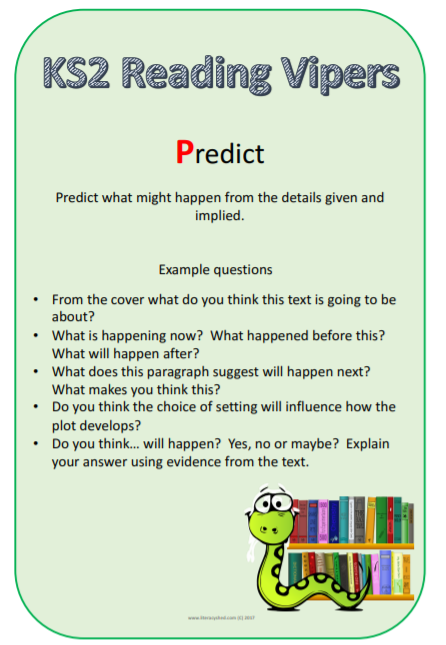 KS2 Reading Vipers
Predict
Predict what might happen from the details given and
implied.
Example questions
• From the cover what do you think this text is going to be
about?
• What is happening now?  What happened before this?
What will happen after?
• What does this paragraph suggest will happen next?
What makes you think this?
• Do you think the choice of setting will influence how the
plot develops?
• Do you think… will happen?  Yes, no or maybe?  Explain
your answer using evidence from the text.
www.literacyshed.com (C) 2017